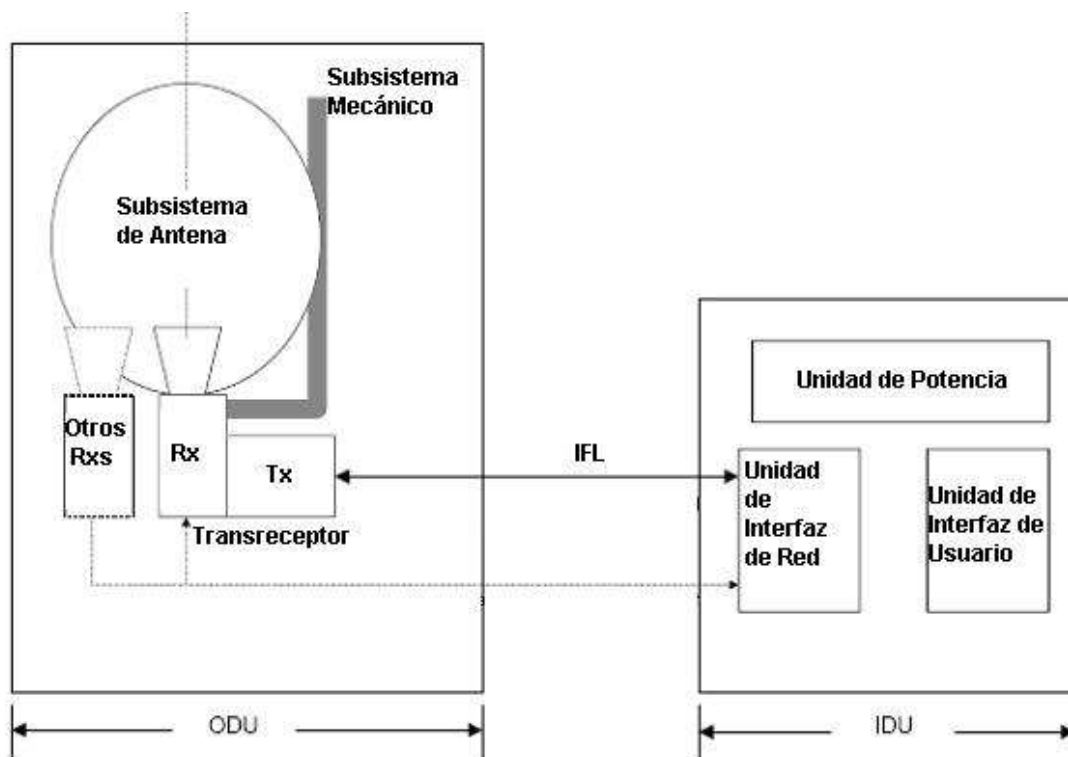 Subsistema
Mecánico
Subsistema
de Antena
Otros
Rxs
Rx
Tx
Transreceptor
IFL
Unidad de Potencia
Unidad
de
Interfaz
de Red
Unidad de
Interfaz de
Usuario
ODU
IDU